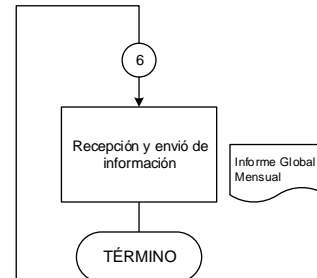 6
Recepción y envió de
información
Informe Global
Mensual
TÉRMINO